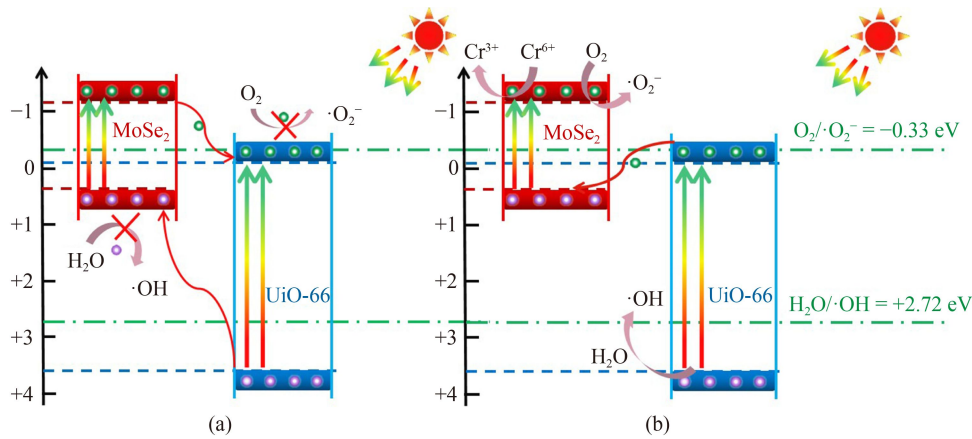 O₂
·O₂⁻
MoSe₂
−1
0
+1
+2
+3
+4
H₂O
·OH
UiO-66
(a)
Cr³⁺
Cr⁶⁺
O₂
·O₂⁻
MoSe₂
O₂/·O₂⁻ = −0.33 eV
·OH
UiO-66
H₂O/·OH = +2.72 eV
H₂O
−1
0
+1
+2
+3
+4
(b)